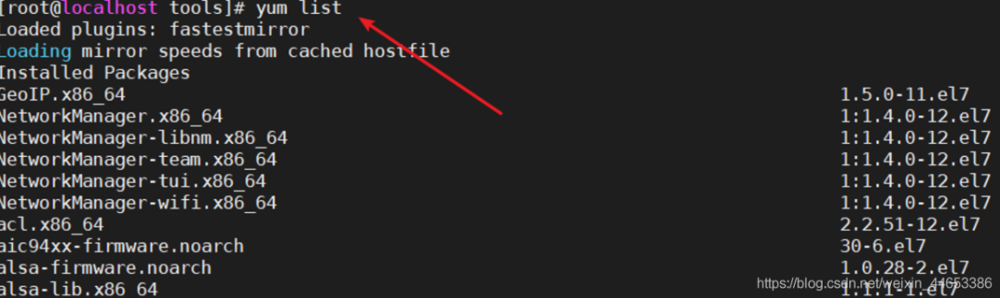 [root@localhost tools]# yum list
Loaded plugins: fastestmirror
Loading mirror speeds from cached hostfile
Installed Packages
GeoIP.x86_64 1.5.0-11.el7
NetworkManager.x86_64 1:1.4.0-12.el7
NetworkManager-libnm.x86_64 1:1.4.0-12.el7
NetworkManager-team.x86_64 1:1.4.0-12.el7
NetworkManager-tui.x86_64 1:1.4.0-12.el7
NetworkManager-wifi.x86_64 1:1.4.0-12.el7
acl.x86_64 2.2.51-12.el7
aic94xx-firmware.noarch 30-6.el7
alsa-firmware.noarch 1.0.28-2.el7
alsa-lib.x86_64 1.1.1-1.el7
https://blog.csdn.net/weixin_44653386